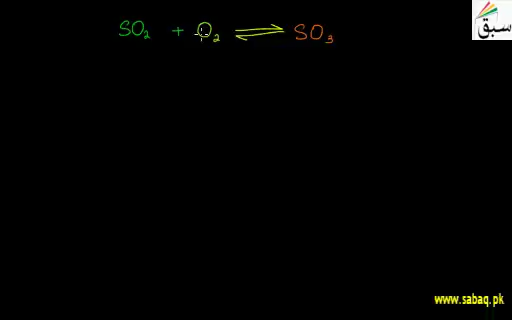 SO₂ + O₂ ⇌ SO₃
سبق
www.sabaq.pk